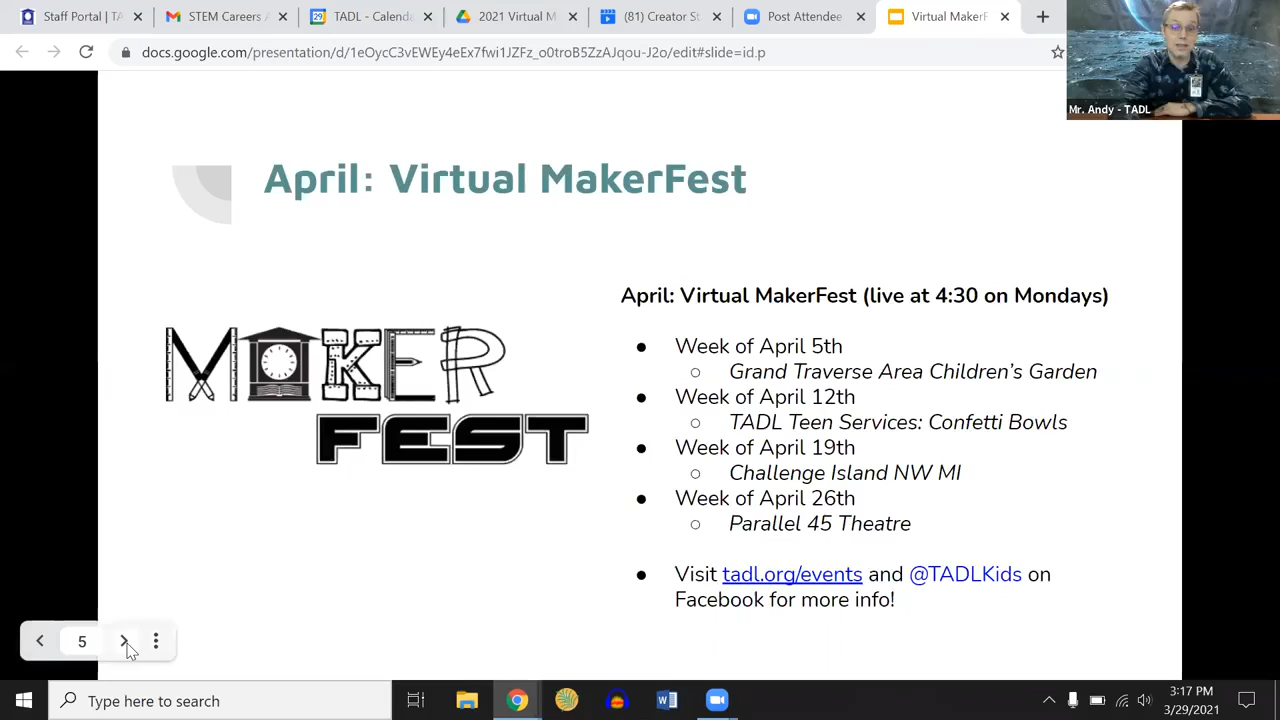 Staff Portal | TA
STEM Careers
TADL - Calenda
2021 Virtual M
(81) Creator St
Post Attendee
Virtual MakerF
docs.google.com/presentation/d/1eOycC3vEWEy4eEx7fwi1JZFz_o0troB5ZzAJqou-J2o/edit#slide=id.p
Mr. Andy - TADL
April: Virtual MakerFest
MAKER
FEST
April: Virtual MakerFest (live at 4:30 on Mondays)
Week of April 5th
Grand Traverse Area Children's Garden
Week of April 12th
TADL Teen Services: Confetti Bowls
Week of April 19th
Challenge Island NW MI
Week of April 26th
Parallel 45 Theatre
Visit tadl.org/events and @TADLKids on
Facebook for more info!
5
Type here to search
3:17 PM
3/29/2021